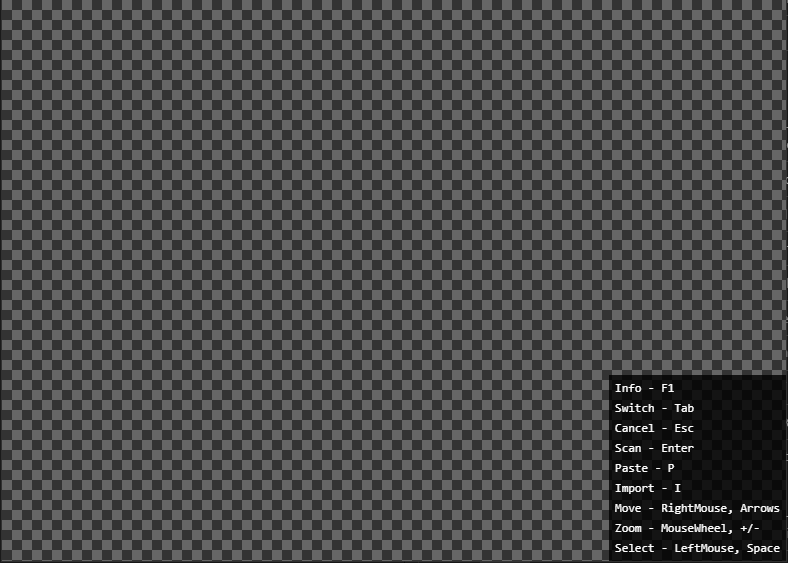 Info - F1
Switch - Tab
Cancel - Esc
Scan - Enter
Paste - P
Import - I
Move - RightMouse, Arrows
Zoom - MouseWheel, +/-
Select - LeftMouse, Space